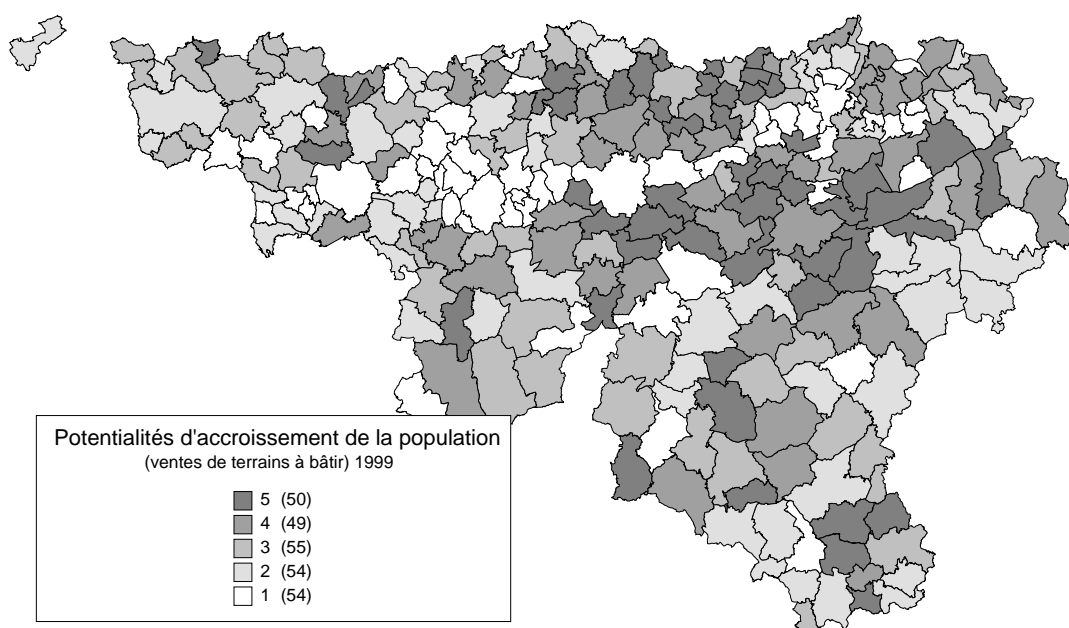 Potentialités d'accroissement de la population
(ventes de terrains à bâtir) 1999
5 (50)
4 (49)
3 (55)
2 (54)
1 (54)